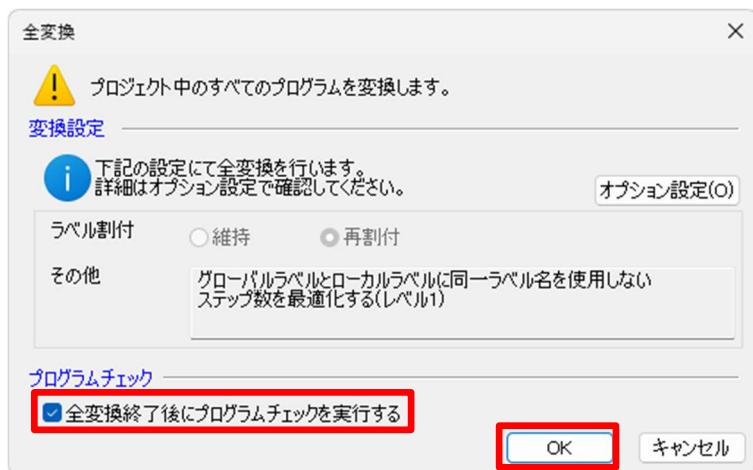 全変換
プロジェクト中のすべてのプログラムを変換します。
変換設定
下記の設定にて全変換を行います。
詳細はオプション設定で確認してください。
オプション設定(O)
ラベル割付
維持
再割付
その他
グローバルラベルとローカルラベルに同一ラベル名を使用しない
ステップ数を最適化する(レベル1)
プログラムチェック
全変換終了後にプログラムチェックを実行する
OK
キャンセル